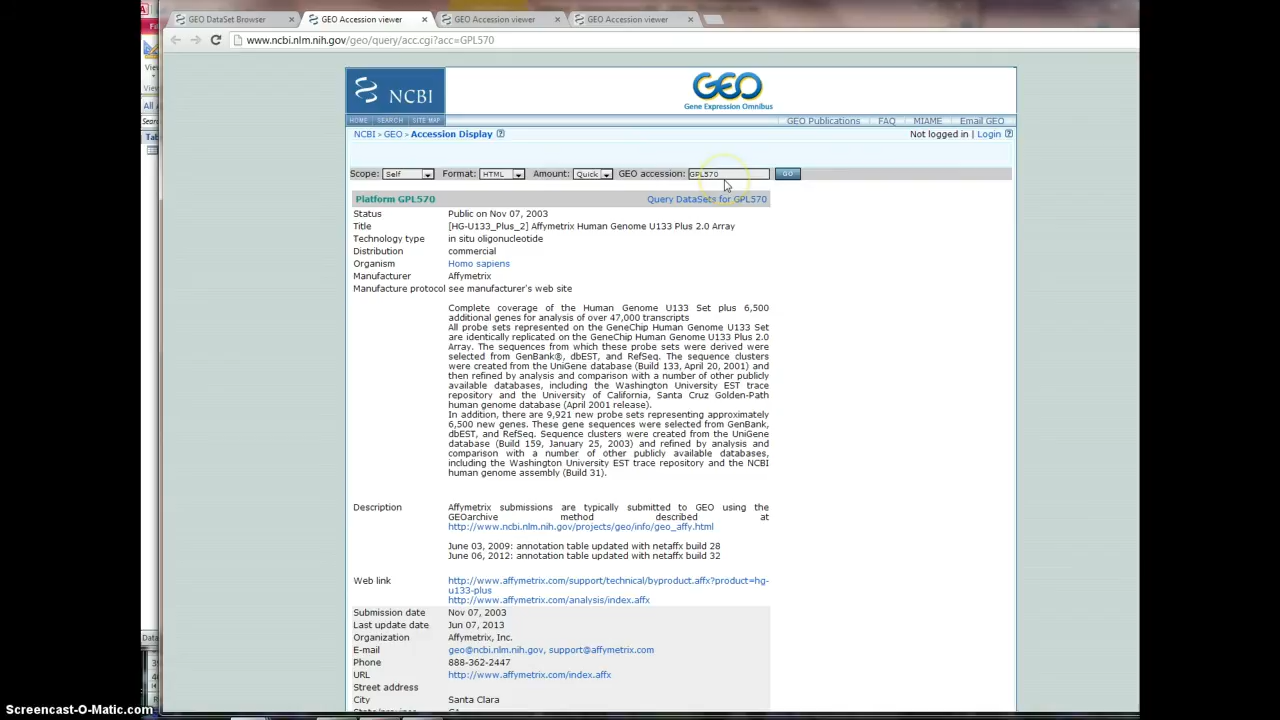 GEO DataSet Browser × GEO Accession viewer × GEO Accession viewer × GEO Accession viewer ×
www.ncbi.nlm.nih.gov/geo/query/acc.cgi?acc=GPL570
NCBI
GEO
Gene Expression Omnibus
HOME SEARCH SITE MAP GEO Publications FAQ MIAME Email GEO
NCBI > GEO > Accession Display Not logged in | Login
Scope: Self Format: HTML Amount: Quick GEO accession: GPL570 GO
Platform GPL570 Query DataSets for GPL570
Status Public on Nov 07, 2003
Title [HG-U133_Plus_2] Affymetrix Human Genome U133 Plus 2.0 Array
Technology type in situ oligonucleotide
Distribution commercial
Organism Homo sapiens
Manufacturer Affymetrix
Manufacture protocol see manufacturer's web site
Complete coverage of the Human Genome U133 Set plus 6,500
additional genes for analysis of over 47,000 transcripts
All probe sets represented on the GeneChip Human Genome U133 Set
are identically replicated on the GeneChip Human Genome U133 Plus 2.0
Array. The sequences from which these probe sets were derived were
selected from GenBank®, dbEST, and RefSeq. The sequence clusters
were created from the UniGene database (Build 133, April 20, 2001) and
then refined by analysis and comparison with a number of other publicly
available databases, including the Washington University EST trace
repository and the University of California, Santa Cruz Golden-Path
human genome database (April 2001 release).
In addition, there are 9,921 new probe sets representing approximately
6,500 new genes. These gene sequences were selected from GenBank,
dbEST, and RefSeq. Sequence clusters were created from the UniGene
database (Build 159, January 25, 2003) and refined by analysis and
comparison with a number of other publicly available databases,
including the Washington University EST trace repository and the NCBI
human genome assembly (Build 31).
Description Affymetrix submissions are typically submitted to GEO using the
GEOarchive method described at
http://www.ncbi.nlm.nih.gov/projects/geo/info/geo_affy.html
June 03, 2009: annotation table updated with netaffx build 28
June 06, 2012: annotation table updated with netaffx build 32
Web link http://www.affymetrix.com/support/technical/byproduct.affx?product=hg-
u133-plus
http://www.affymetrix.com/analysis/index.affx
Submission date Nov 07, 2003
Last update date Jun 07, 2013
Organization Affymetrix, Inc.
E-mail geo@ncbi.nlm.nih.gov, support@affymetrix.com
Phone 888-362-2447
URL http://www.affymetrix.com/index.affx
Street address
City Santa Clara
Screencast-O-Matic.com